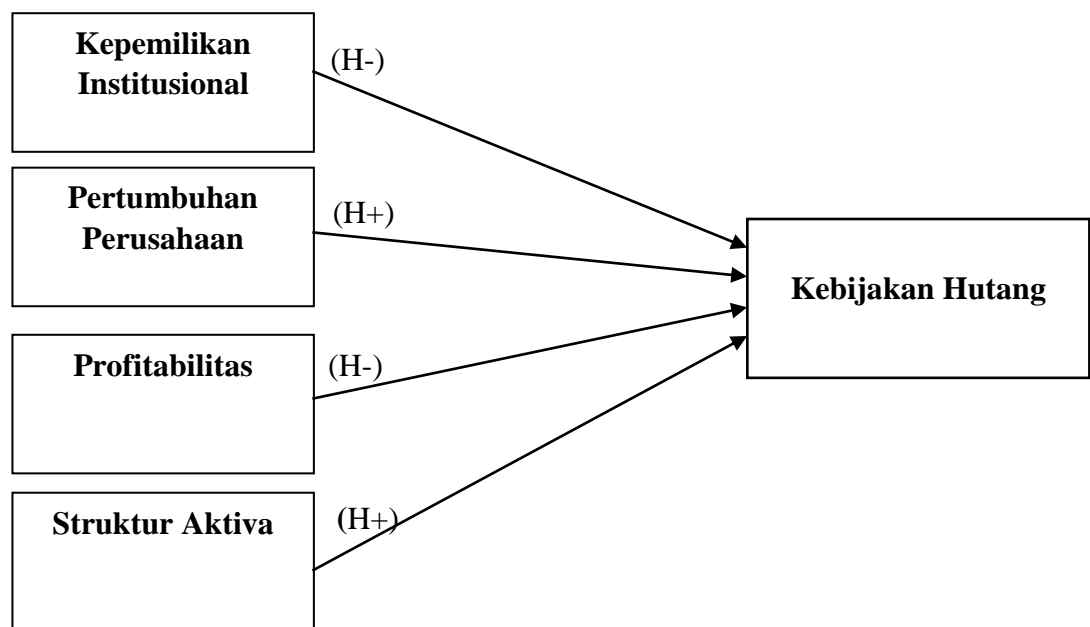 Kepemilikan
Institusional
(H-)
Pertumbuhan
Perusahaan
(H+)
Kebijakan Hutang
Profitabilitas
(H-)
Struktur Aktiva
(H+)